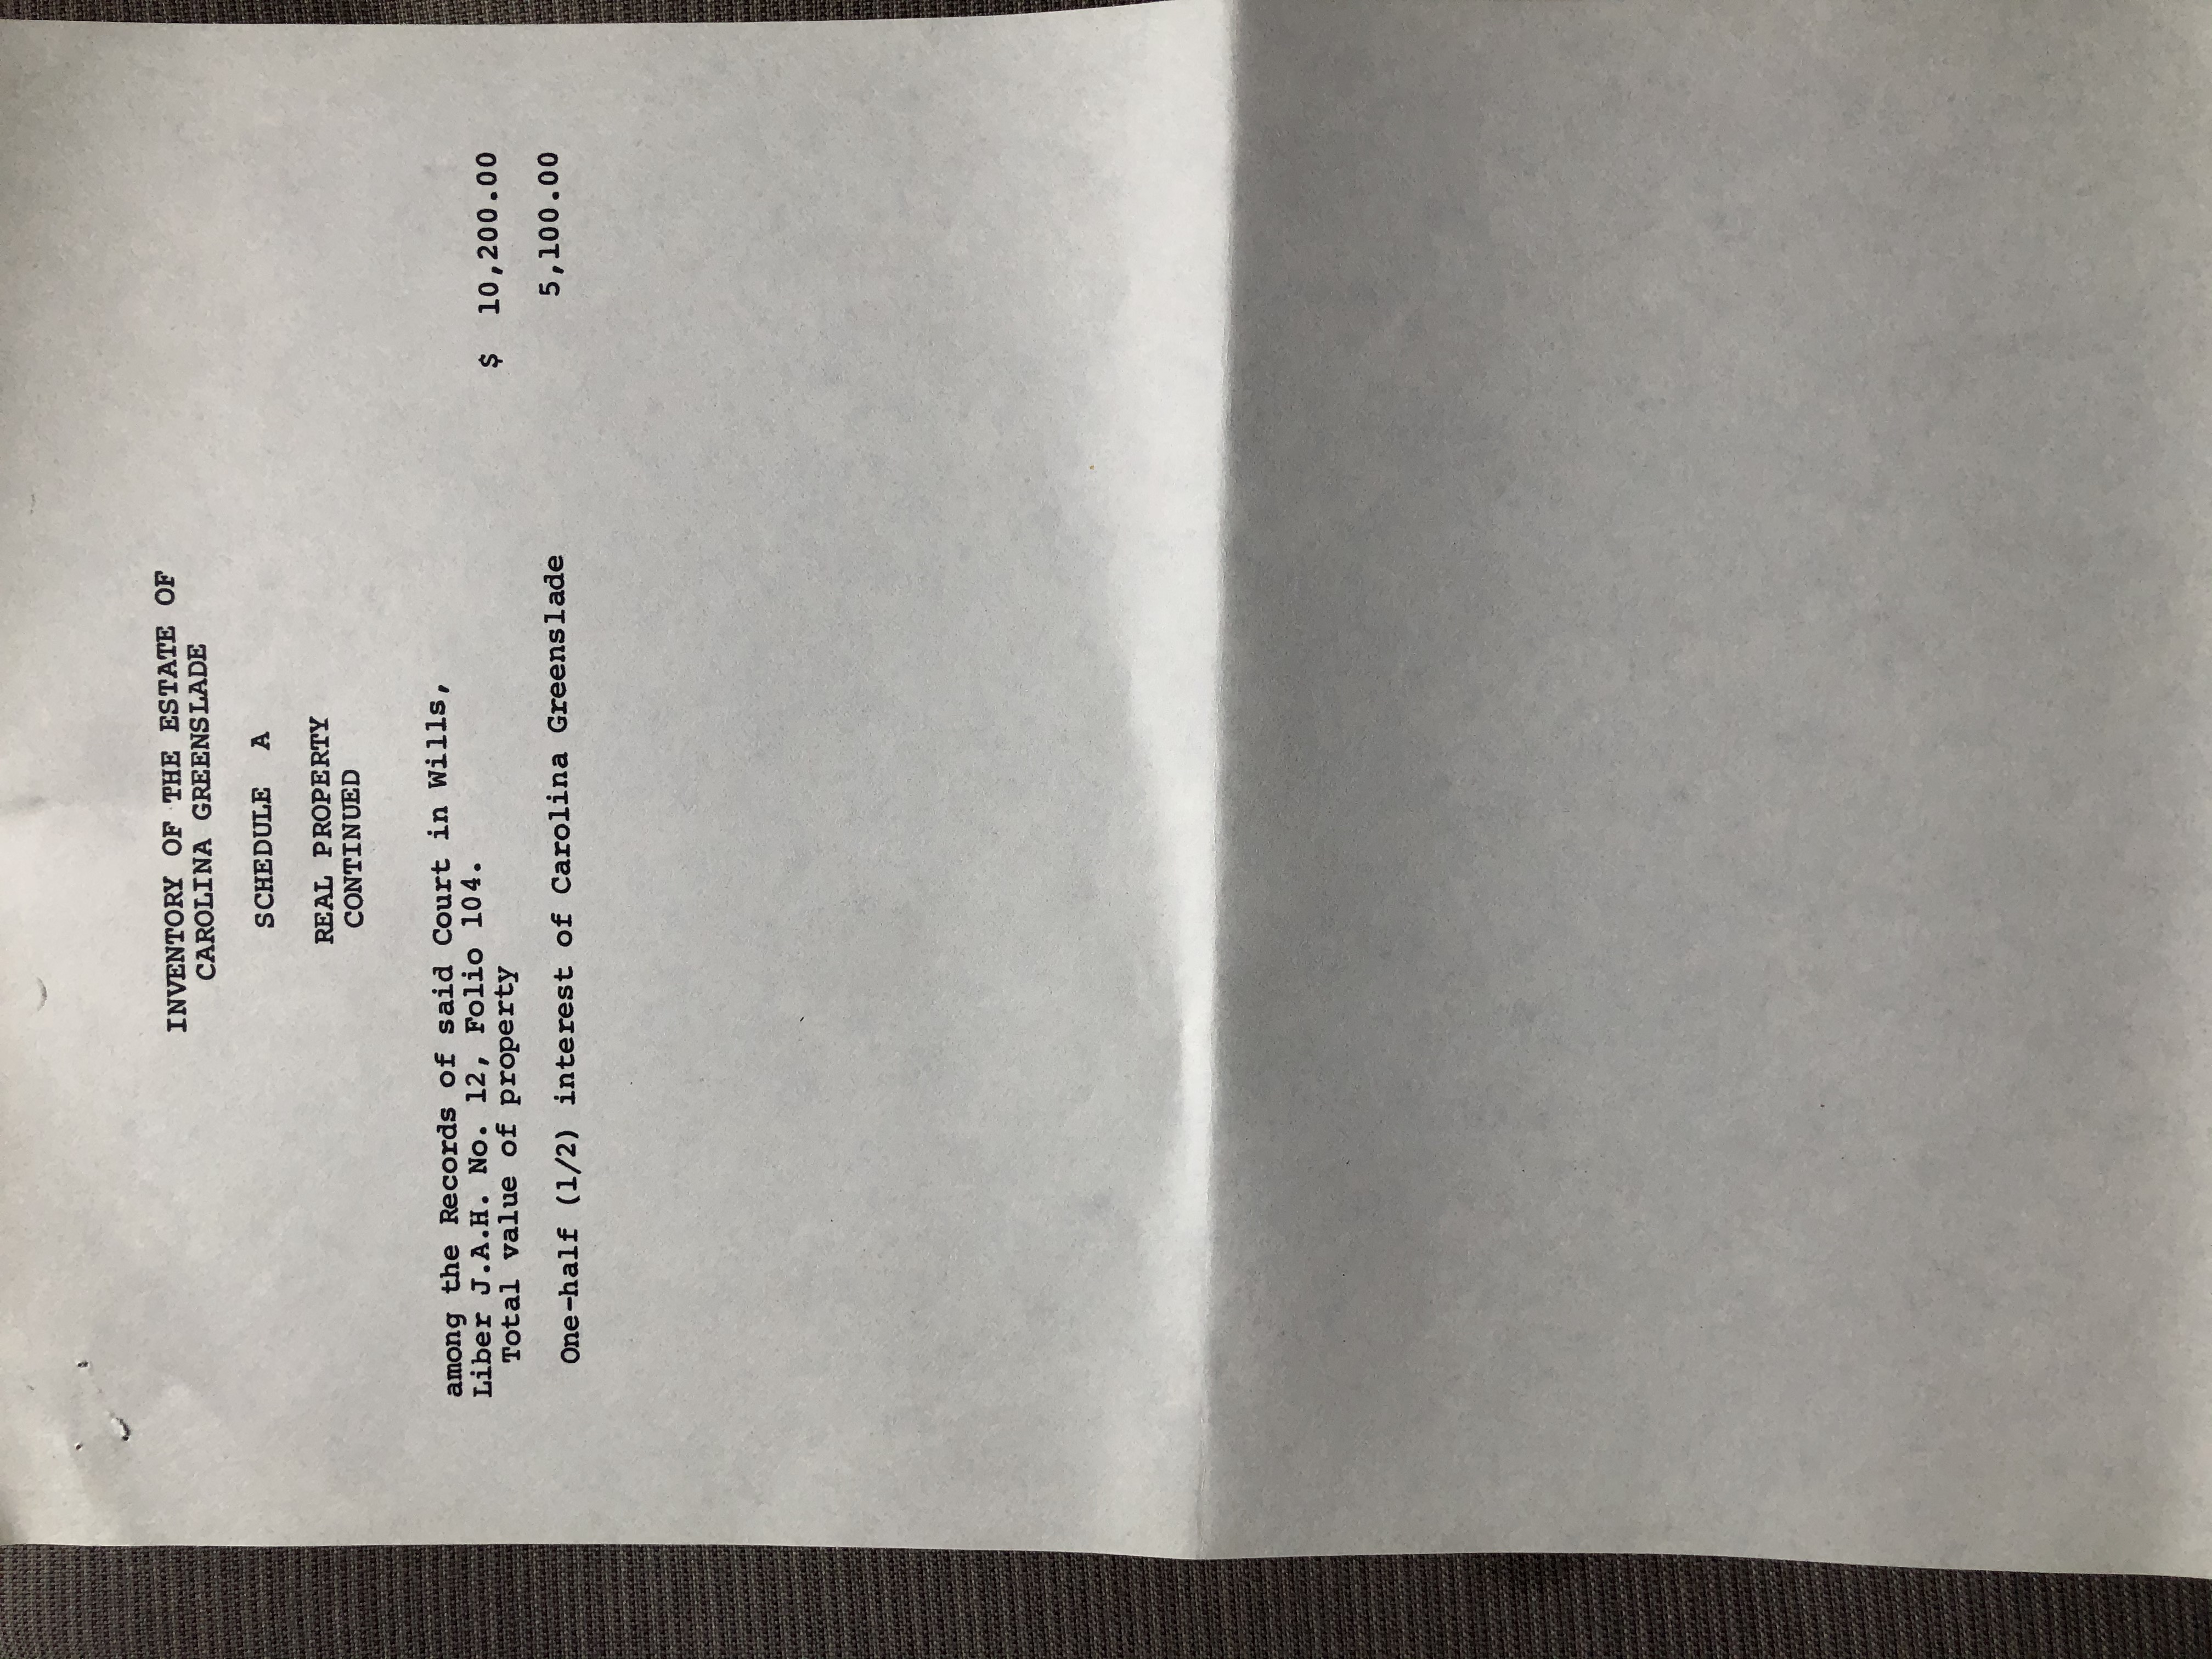 INVENTORY OF THE ESTATE OF
CAROLINA GREENSLADE
SCHEDULE A
REAL PROPERTY
CONTINUED
among the Records of said Court in Wills,
Liber J.A.H. No. 12, Folio 104.
Total value of property $ 10,200.00
One-half (1/2) interest of Carolina Greenslade 5,100.00